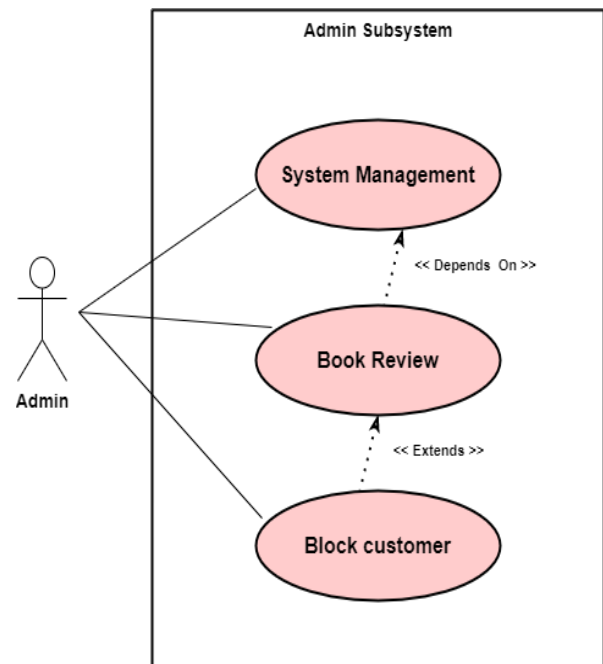 Admin Subsystem
System Management
<< Depends On >>
Book Review
Admin
<< Extends >>
Block customer